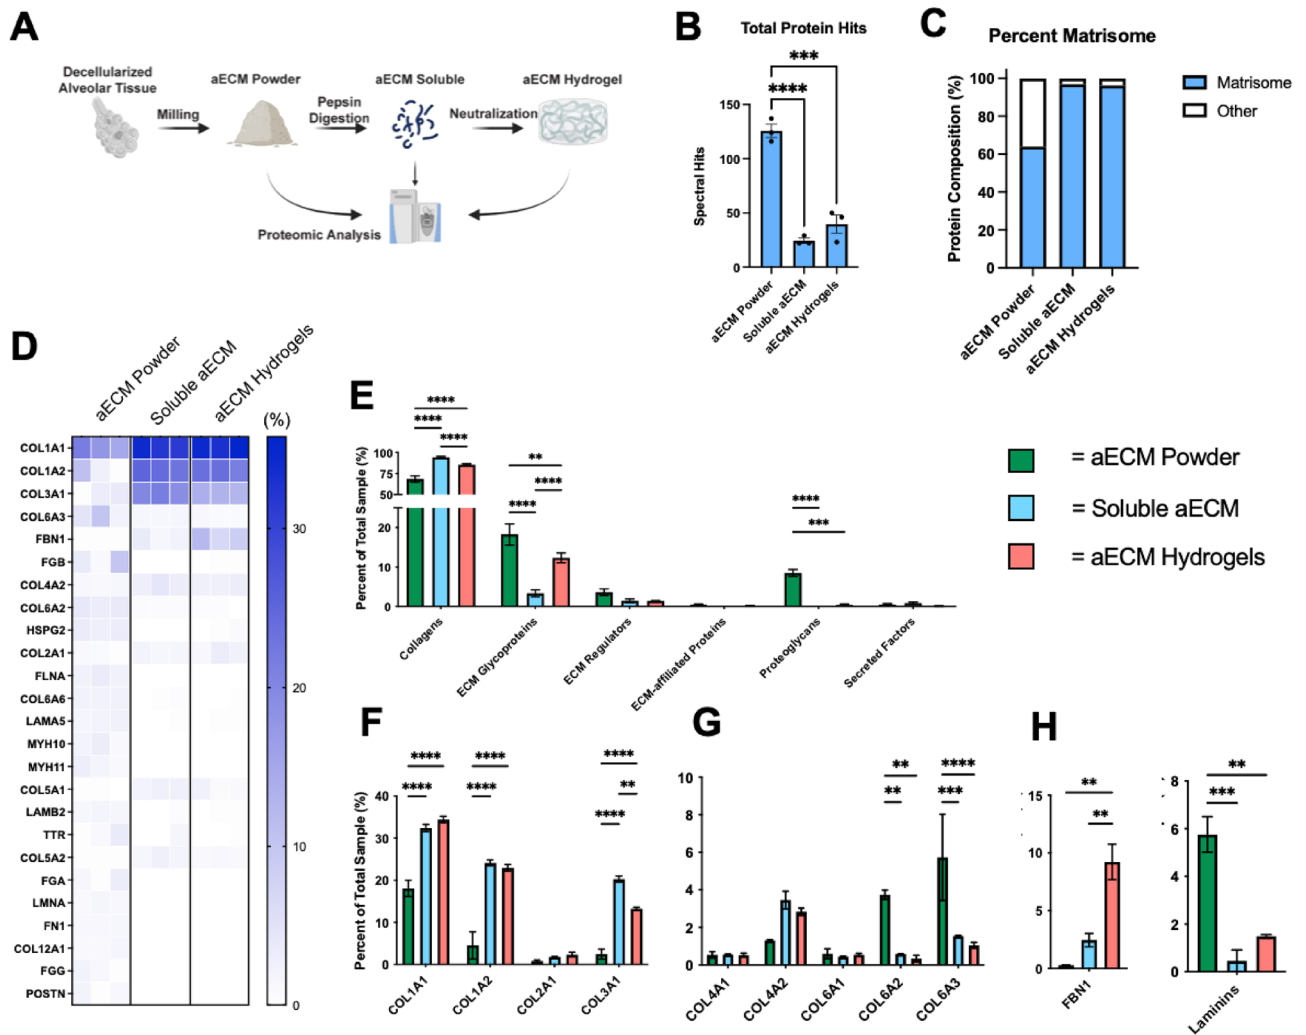 A
Decellularized
Alveolar Tissue
Milling
aECM Powder
Pepsin
Digestion
aECM Soluble
Neutralization
aECM Hydrogel
Proteomic Analysis
B
Total Protein Hits
***
****
Spectral Hits
150
100
50
0
aECM Powder
Soluble aECM
aECM Hydrogels
C
Percent Matrisome
Protein Composition (%)
100
80
60
40
20
0
aECM Powder
Soluble aECM
aECM Hydrogels
Matrisome
Other
D
aECM Powder
Soluble aECM
aECM Hydrogels
(%)
COL1A1
COL1A2
COL3A1
COL6A3
FBN1
FGB
COL4A2
COL6A2
HSPG2
COL2A1
FLNA
COL6A6
LAMA5
MYH10
MYH11
COL5A1
LAMB2
TTR
COL5A2
FGA
LMNA
FN1
COL12A1
FGG
POSTN
30
20
10
0
E
Percent of Total Sample (%)
100
75
50
20
10
0
****
****
****
**
****
****
****
***
Collagens
ECM Glycoproteins
ECM Regulators
ECM-affiliated Proteins
Proteoglycans
Secreted Factors
= aECM Powder
= Soluble aECM
= aECM Hydrogels
F
Percent of Total Sample (%)
40
30
20
10
0
****
****
****
****
****
**
****
COL1A1
COL1A2
COL2A1
COL3A1
G
10
8
6
4
2
0
**
**
****
***
COL4A1
COL4A2
COL6A1
COL6A2
COL6A3
H
15
10
5
0
**
**
FBN1
8
6
4
2
0
**
***
Laminins